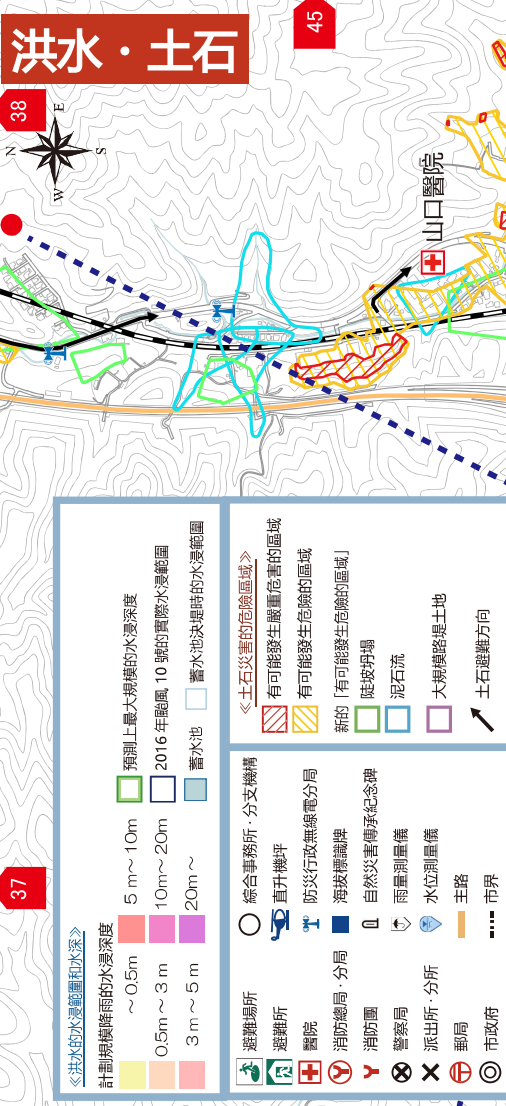 洪水・土石
45
38
37
N
E
S
W
山口醫院
≪洪水的水浸範圍和水深≫
計劃規模降雨的水浸深度
～ 0.5m
0.5m～ 3 m
3 m～ 5 m
5 m～ 10m
10m～ 20m
20m ～
預測上最大規模的水浸深度
2016 年颱風 10 號的實際水浸範圍
蓄水池
蓄水池決堤時的水浸範圍
避難場所
避難所
醫院
消防總局・分局
消防團
警察局
派出所・分所
郵局
市政府
綜合事務所・分支機構
直升機坪
防災行政無線電分局
海拔標識牌
自然災害傳承紀念碑
雨量測量儀
水位測量儀
主路
市界
≪土石災害的危險區域≫
有可能發生嚴重危害的區域
有可能發生危險的區域
新的「有可能發生危險的區域」
陡坡坍塌
泥石流
大規模路堤土地
土石避難方向